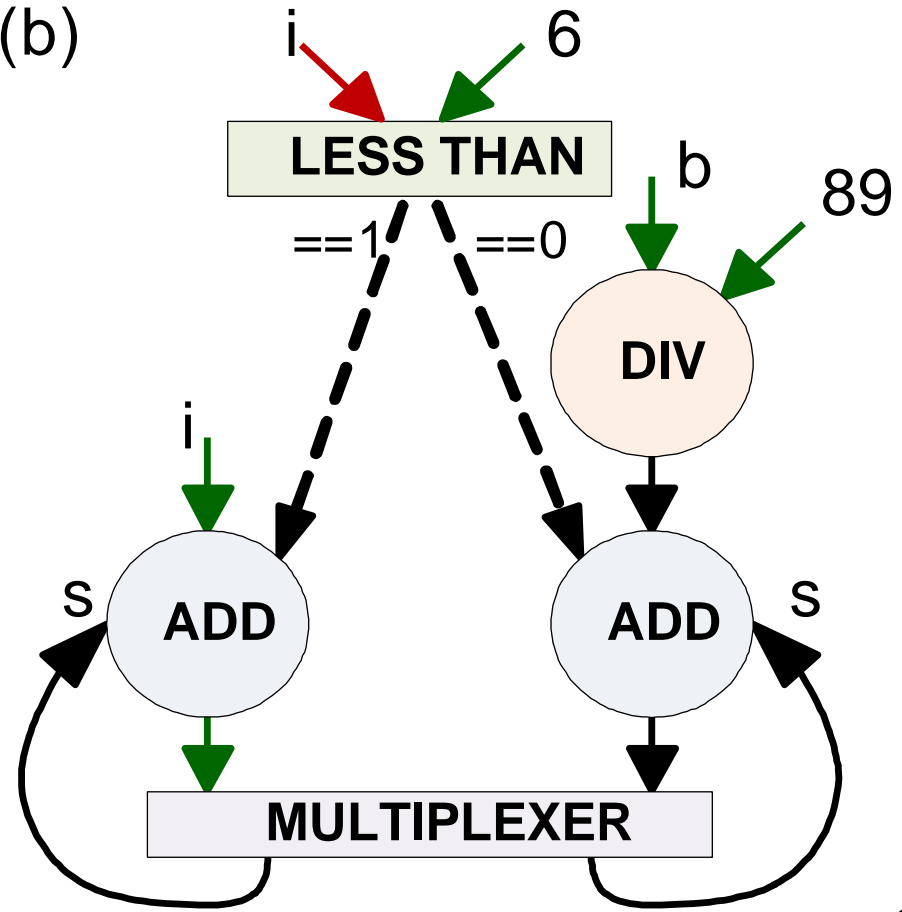 (b)
i
6
LESS THAN
b
89
==1
==0
DIV
i
s
ADD
ADD
s
MULTIPLEXER